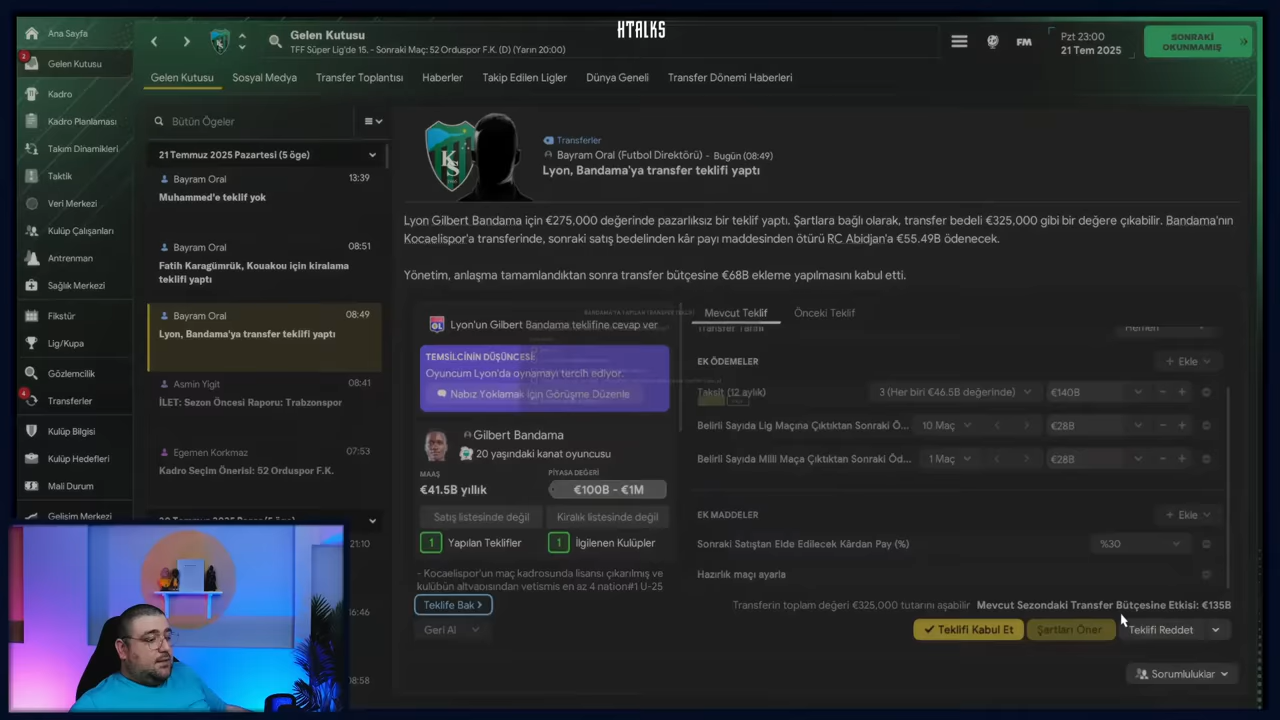 HTALKS
Ana Sayfa
2
Gelen Kutusu
Kadro
Kadro Planlaması
Takım Dinamikleri
Taktik
Veri Merkezi
Kulüp Çalışanları
Antrenman
Sağlık Merkezi
Fikstür
Lig/Kupa
Gözlemcilik
4
Transferler
Kulüp Bilgisi
Kulüp Hedefleri
Mali Durum
Gelişim Merkezi
Gelen Kutusu
TFF Süper Lig'de 15. - Sonraki Maç: 52 Orduspor F.K. (D) (Yarın 20:00)
FM
Pzt 23:00
21 Tem 2025
SONRAKİ
OKUNMAMIŞ
Gelen Kutusu
Sosyal Medya
Transfer Toplantısı
Haberler
Takip Edilen Ligler
Dünya Geneli
Transfer Dönemi Haberleri
Bütün Ögeler
21 Temmuz 2025 Pazartesi (5 öge)
Bayram Oral 13:39
Muhammed'e teklif yok
Bayram Oral 08:51
Fatih Karagümrük, Kouakou için kiralama
teklifi yaptı
Bayram Oral 08:49
Lyon, Bandama'ya transfer teklifi yaptı
Asmin Yigit 08:41
İLET: Sezon Öncesi Raporu: Trabzonspor
Egemen Korkmaz 07:53
Kadro Seçim Önerisi: 52 Orduspor F.K.
21:10
16:46
18:58
Transferler
Bayram Oral (Futbol Direktörü) - Bugün (08:49)
Lyon, Bandama'ya transfer teklifi yaptı
Lyon Gilbert Bandama için €275,000 değerinde pazarlıksız bir teklif yaptı. Şartlara bağlı olarak, transfer bedeli €325,000 gibi bir değere çıkabilir. Bandama'nın
Kocaelispor'a transferinde, sonraki satış bedelinden kâr payı maddesinden ötürü RC Abidjan'a €55.49B ödenecek.
Yönetim, anlaşma tamamlandıktan sonra transfer bütçesine €68B ekleme yapılmasını kabul etti.
Lyon'un Gilbert Bandama teklifine cevap ver
TEMSİLCİNİN DÜŞÜNCESİ
Oyuncum Lyon'da oynamayı tercih ediyor.
Nabız Yoklamak İçin Görüşme Düzenle
Gilbert Bandama
20 yaşındaki kanat oyuncusu
MAAŞ
€41.5B yıllık
PİYASA DEĞERİ
€100B - €1M
Satış listesinde değil
Kiralık listesinde değil
1 Yapılan Teklifler
1 İlgilenen Kulüpler
- Kocaelispor'un maç kadrosunda lisansı çıkarılmış ve
kulübün altyapısından yetişmiş en az 4 nation#1 U-25
Teklife Bak
Geri Al
Mevcut Teklif
Önceki Teklif
Transfer Tarihi Hemen
EK ÖDEMELER + Ekle
Taksit (12 aylık) 3 (Her biri €46.5B değerinde) €140B
Belirli Sayıda Lig Maçına Çıktıktan Sonraki Ö... 10 Maç €28B
Belirli Sayıda Milli Maça Çıktıktan Sonraki Öd... 1 Maç €28B
EK MADDELER + Ekle
Sonraki Satıştan Elde Edilecek Kârdan Pay (%) %30
Hazırlık maçı ayarla
Transferin toplam değeri €325,000 tutarını aşabilir Mevcut Sezondaki Transfer Bütçesine Etkisi: €135B
Teklifi Kabul Et
Şartları Öner
Teklifi Reddet
Sorumluluklar